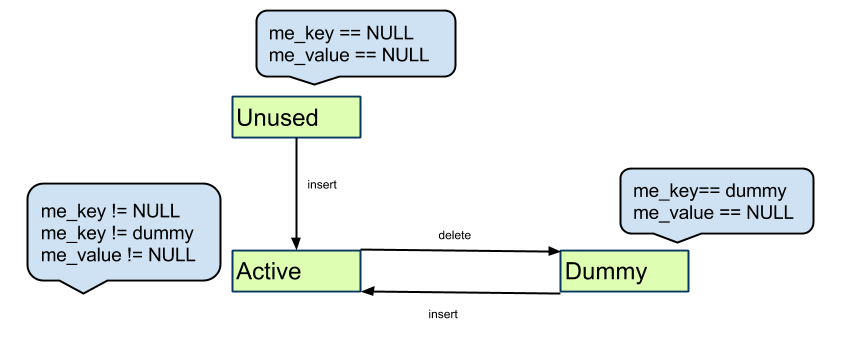 me_key == NULL
me_value == NULL
Unused
insert
me_key != NULL
me_key != dummy
me_value != NULL
me_key== dummy
me_value == NULL
delete
Active
Dummy
insert